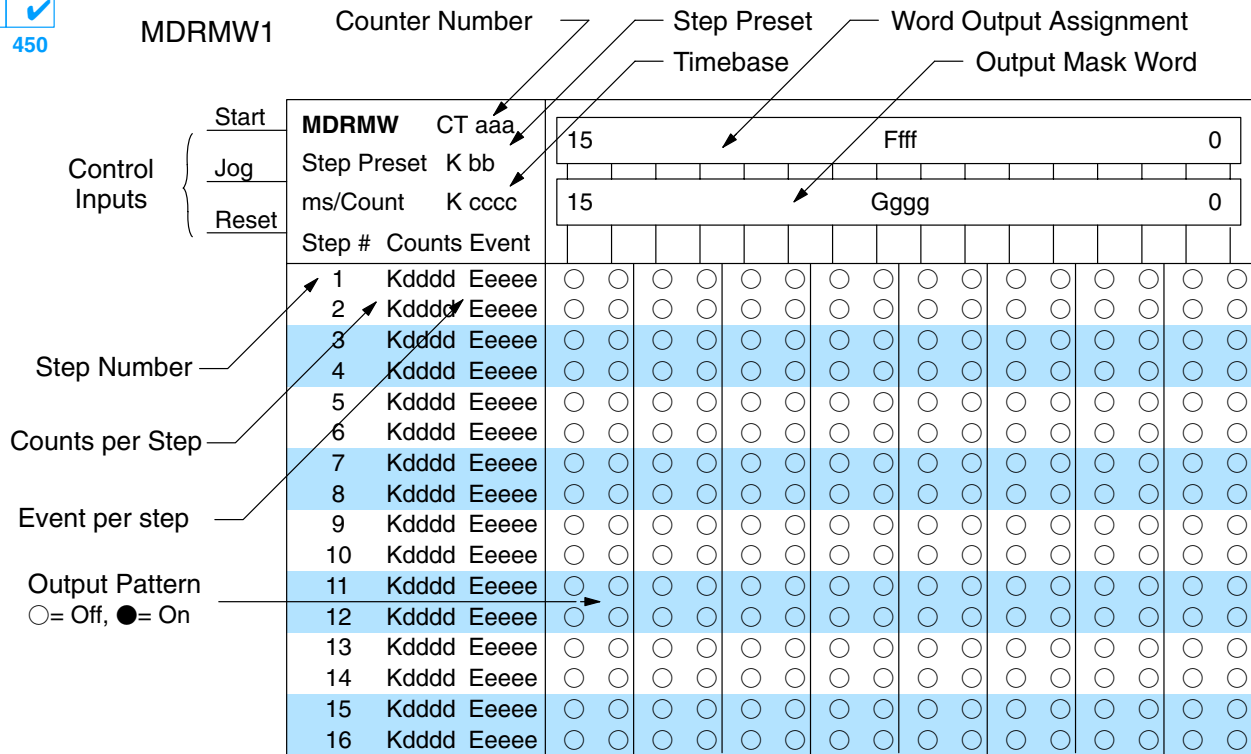 450
MDRMW1
Counter Number
Step Preset
Word Output Assignment
Timebase
Output Mask Word
Control
Inputs
Start
Jog
Reset
MDRMW CT aaa
Step Preset K bb
ms/Count K cccc
Step # Counts Event
15 Ffff 0
15 Gggg 0
1 Kdddd Eeeee
2 Kdddd Eeeee
3 Kdddd Eeeee
4 Kdddd Eeeee
5 Kdddd Eeeee
6 Kdddd Eeeee
7 Kdddd Eeeee
8 Kdddd Eeeee
9 Kdddd Eeeee
10 Kdddd Eeeee
11 Kdddd Eeeee
12 Kdddd Eeeee
13 Kdddd Eeeee
14 Kdddd Eeeee
15 Kdddd Eeeee
16 Kdddd Eeeee
Step Number
Counts per Step
Event per step
Output Pattern
○= Off, ●= On